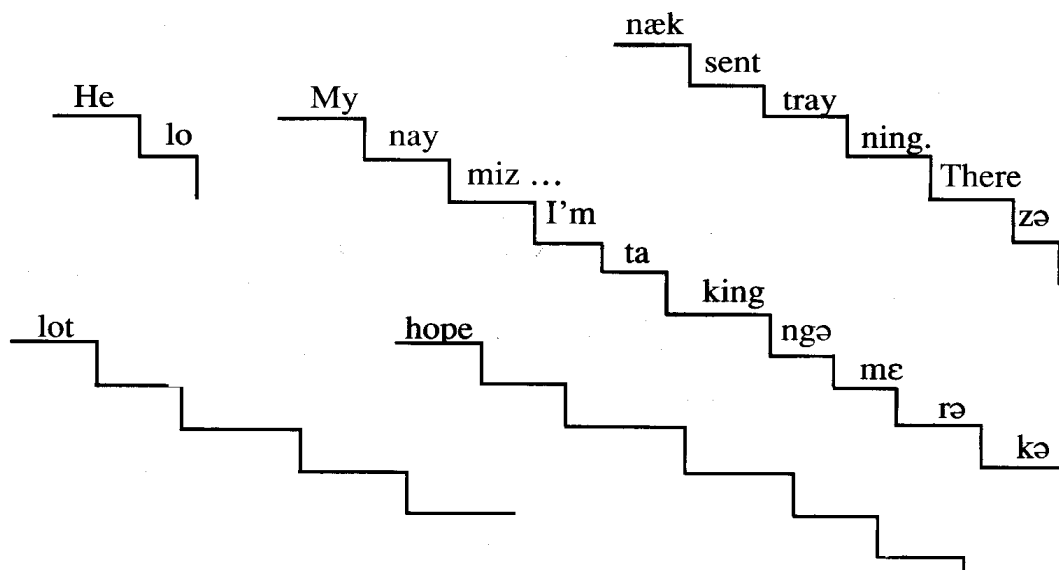 He lo
My nay miz ... I'm ta king ngə mɛ rə kə
næk sent tray ning. There zə
lot
hope